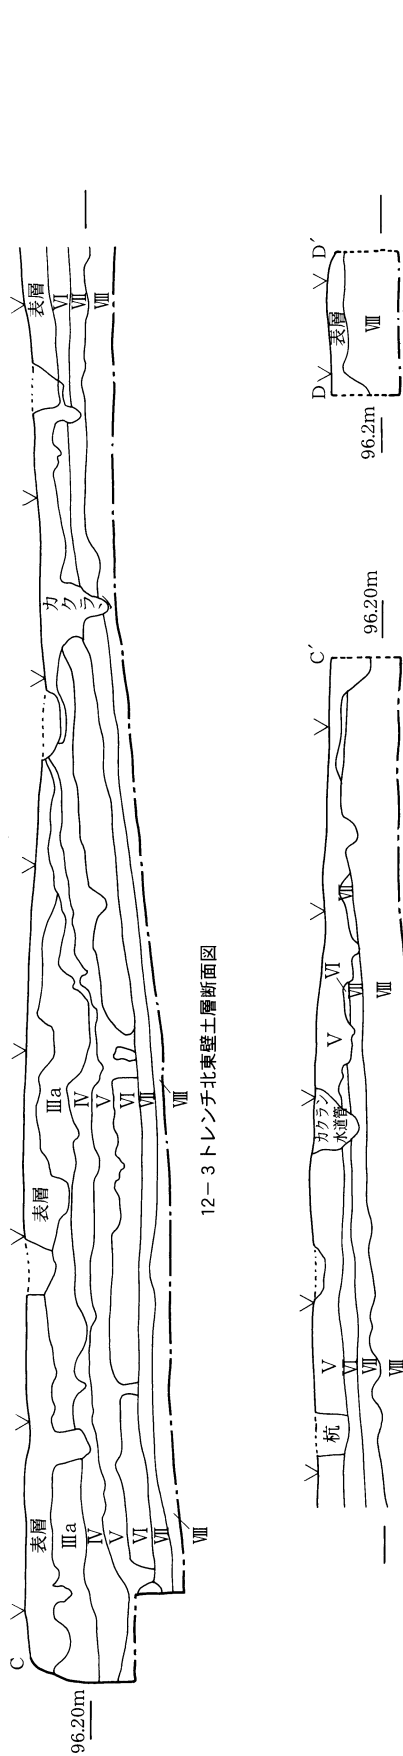 C
96.20m
表層
Ⅲa
Ⅳ
Ⅴ
Ⅵ
Ⅶ
Ⅷ
表層
Ⅲa
Ⅳ
Ⅴ
Ⅵ
Ⅶ
Ⅷ
カクラン
表層
Ⅵ
Ⅶ
Ⅷ
12－3トレンチ北東壁土層断面図
杭
Ⅴ
Ⅵ
Ⅶ
Ⅷ
カクラン
水道管
Ⅴ
Ⅵ
Ⅶ
Ⅷ
Ⅶ
C′
96.20m
D
D′
96.2m
表層
Ⅷ